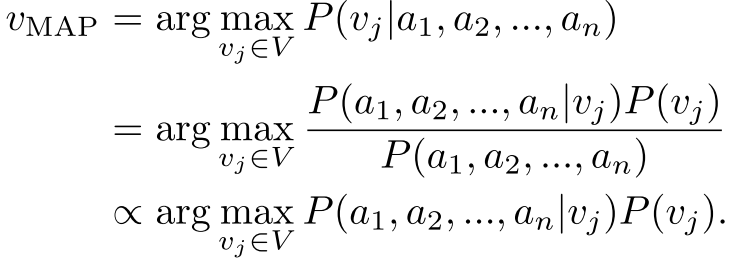 v_MAP = arg max_{v_j∈V} P(v_j|a_1, a_2, ..., a_n)
= arg max_{v_j∈V} \frac{P(a_1, a_2, ..., a_n|v_j)P(v_j)}{P(a_1, a_2, ..., a_n)}
∝ arg max_{v_j∈V} P(a_1, a_2, ..., a_n|v_j)P(v_j).